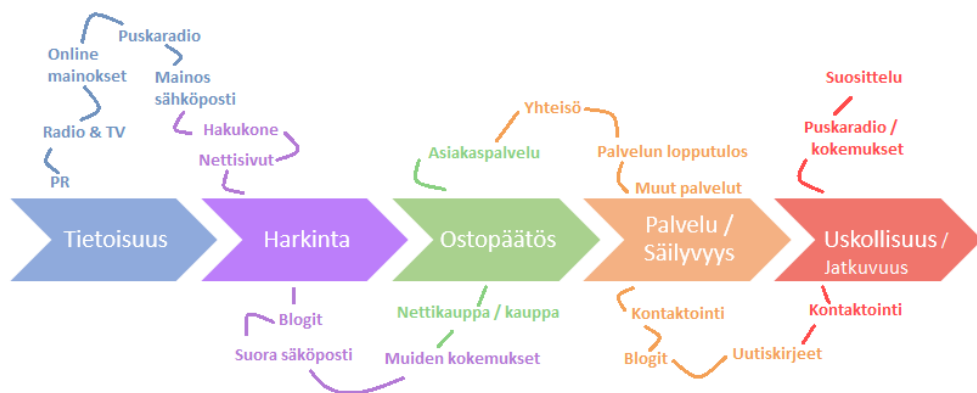 Puskaradio
Online
mainokset
Mainos
sähköposti
Radio & TV
PR
Hakukone
Nettisivut
Asiakaspalvelu
Yhteisö
Palvelun lopputulos
Muut palvelut
Suosittelu
Puskaradio /
kokemukset
Tietoisuus
Harkinta
Ostopäätös
Palvelu /
Säilyvyys
Uskollisuus /
Jatkuvuus
Blogit
Suora säköposti
Nettikauppa / kauppa
Muiden kokemukset
Kontaktointi
Blogit
Uutiskirjeet
Kontaktointi